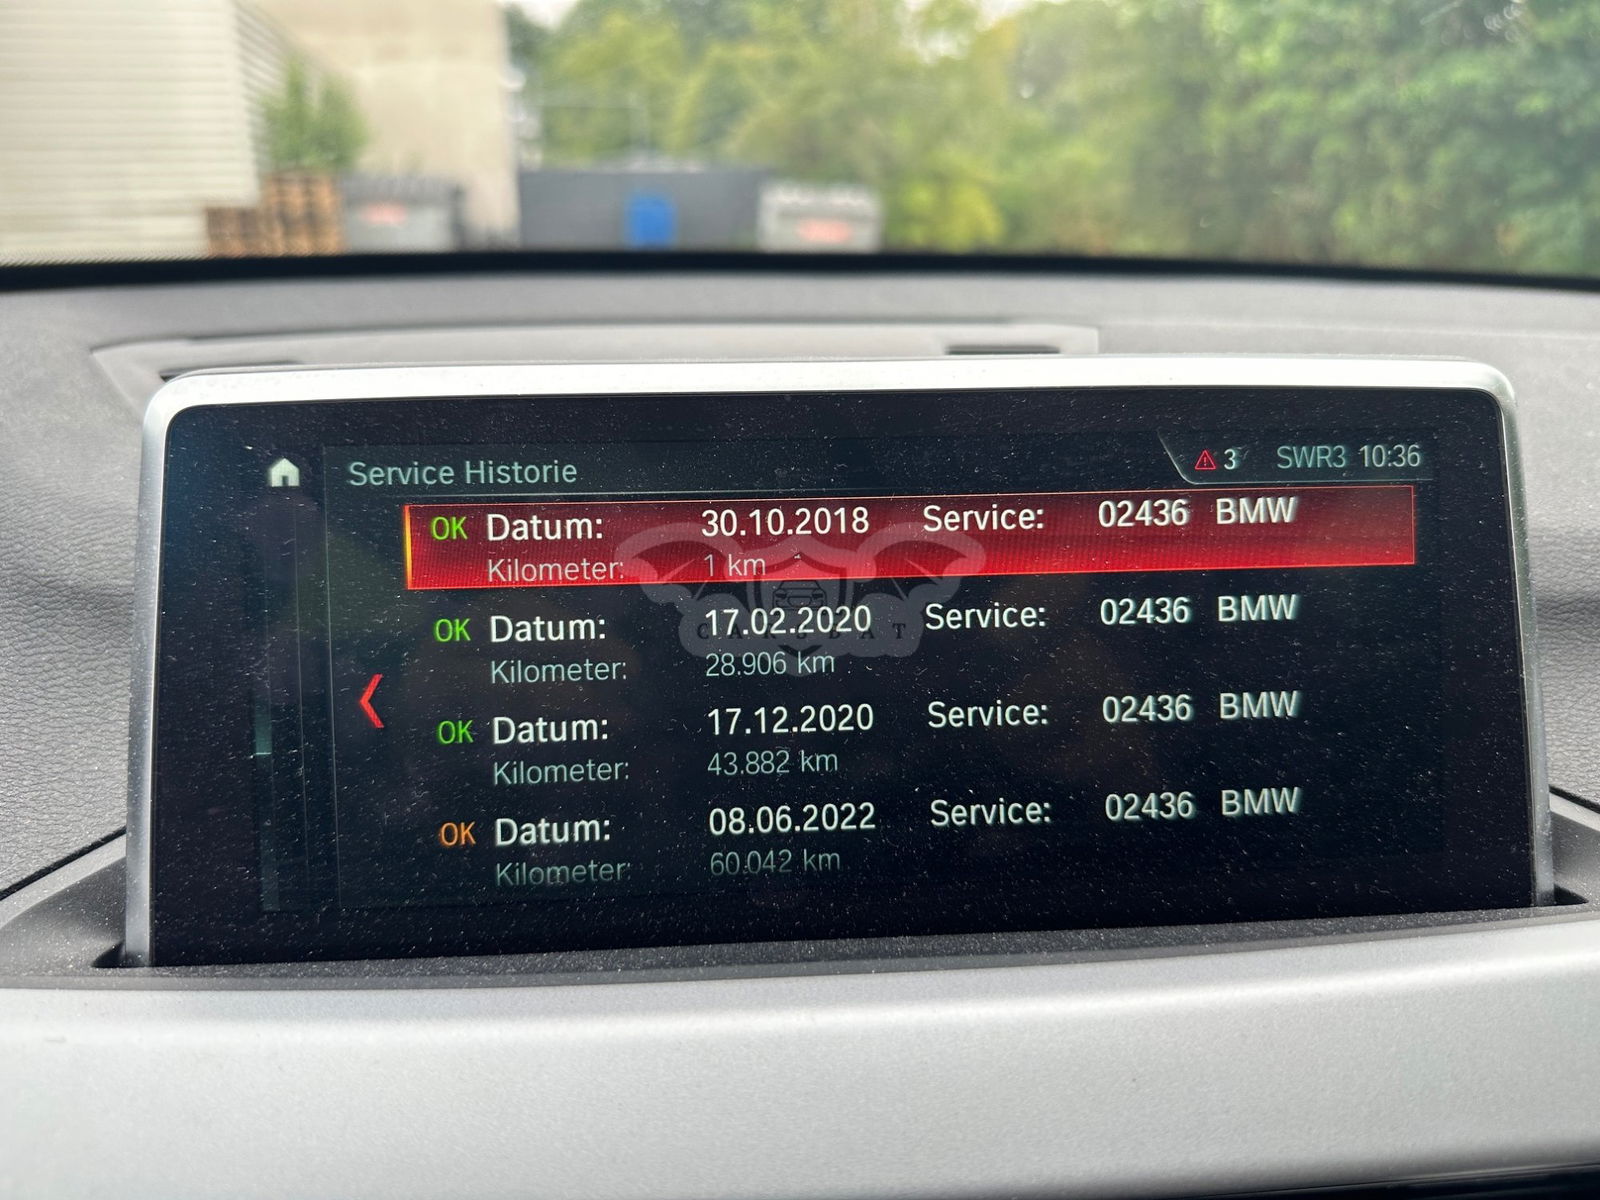 Service Historie
3 SWR3 10:36
OK Datum: 30.10.2018 Service: 02436 BMW
Kilometer: 1 km
OK Datum: 17.02.2020 Service: 02436 BMW
Kilometer: 28.906 km
OK Datum: 17.12.2020 Service: 02436 BMW
Kilometer: 43.882 km
OK Datum: 08.06.2022 Service: 02436 BMW
Kilometer: 60.042 km